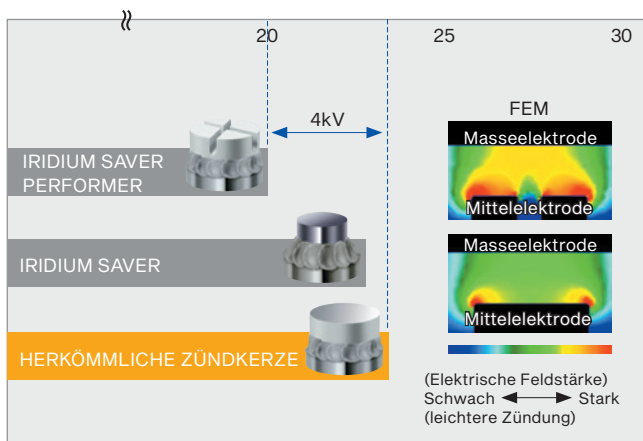 20 25 30
4kV
IRIDIUM SAVER
PERFORMER
IRIDIUM SAVER
HERKÖMMLICHE ZÜNDKERZE
FEM
Masseelektrode
Mittelelektrode
Masseelektrode
Mittelelektrode
(Elektrische Feldstärke)
Schwach Stark
(leichtere Zündung)